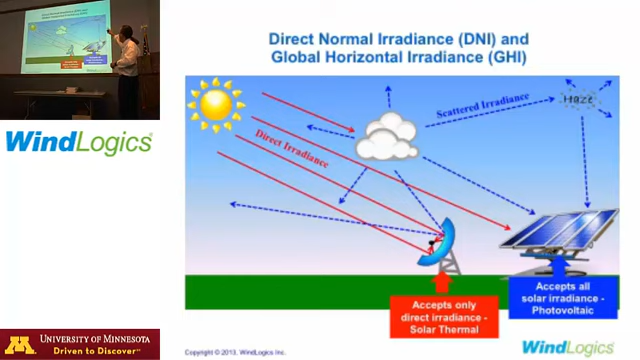 Direct Normal Irradiance (DNI) and
Global Horizontal Irradiance (GHI)
Scattered Irradiance
Haze
Direct Irradiance
WindLogics®
Accepts only
direct irradiance -
Solar Thermal
Accepts all
solar irradiance -
Photovoltaic
UNIVERSITY OF MINNESOTA
Driven to Discover℠
Copyright © 2013, WindLogics Inc.
WindLogics